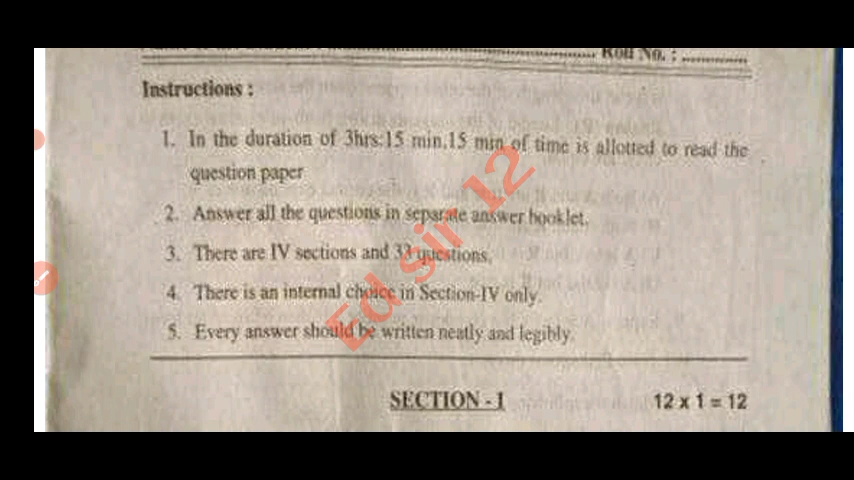 Roll No. : ..............
Instructions :
1. In the duration of 3hrs:15 min,15 min of time is allotted to read the
question paper
2. Answer all the questions in separate answer booklet.
3. There are IV sections and 33 questions.
4. There is an internal choice in Section-IV only.
5. Every answer should be written neatly and legibly.
SECTION - I 12 x 1 = 12
Ed sir 12